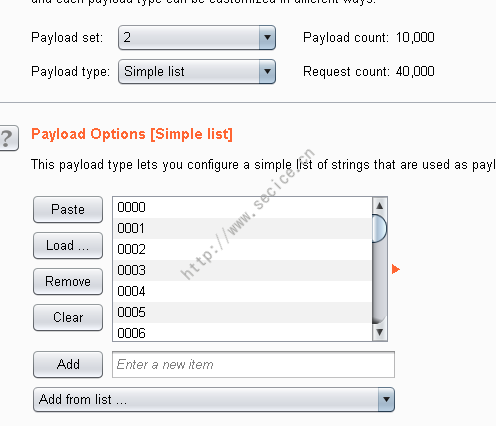 and each payload type can be customized in different ways.
Payload set: 2 Payload count: 10,000
Payload type: Simple list Request count: 40,000
?
Payload Options [Simple list]
This payload type lets you configure a simple list of strings that are used as payl
Paste
Load ...
Remove
Clear
0000
0001
0002
0003
0004
0005
0006
Add Enter a new item
Add from list ...
http://www.secice.cn